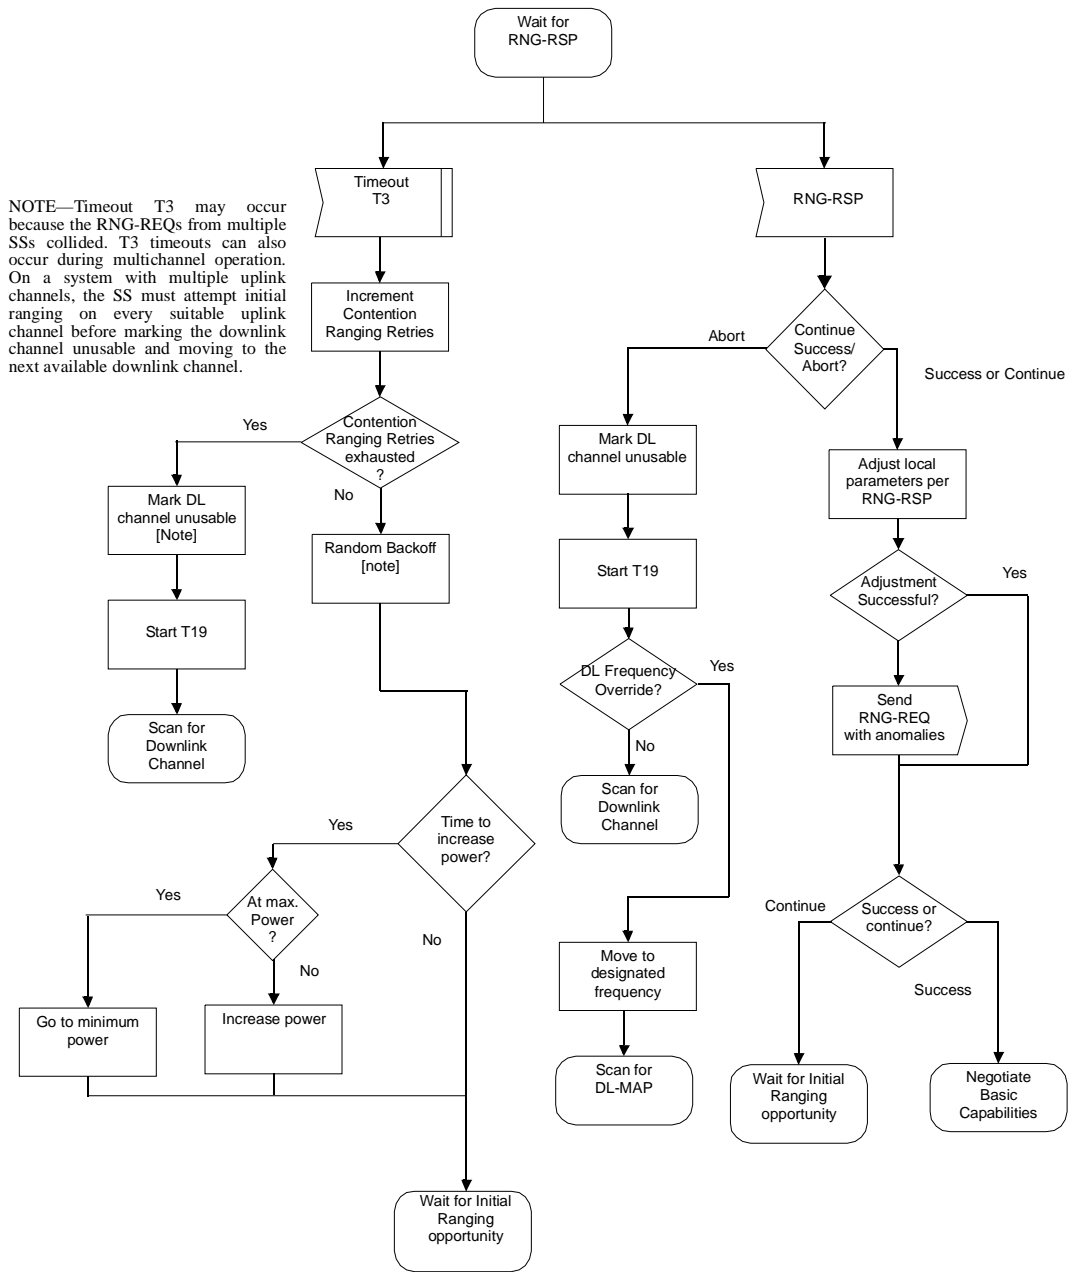 Wait for
RNG-RSP
Timeout
T3
RNG-RSP
NOTE—Timeout T3 may occur
because the RNG-REQs from multiple
SSs collided. T3 timeouts can also
occur during multichannel operation.
On a system with multiple uplink
channels, the SS must attempt initial
ranging on every suitable uplink
channel before marking the downlink
channel unusable and moving to the
next available downlink channel.
Increment
Contention
Ranging Retries
Abort
Continue
Success/
Abort?
Success or Continue
Yes
Contention
Ranging Retries
exhausted
?
No
Mark DL
channel unusable
Adjust local
parameters per
RNG-RSP
Mark DL
channel unusable
[Note]
Random Backoff
[note]
Start T19
Adjustment
Successful?
Yes
Start T19
DL Frequency
Override?
Yes
No
Send
RNG-REQ
with anomalies
Scan for
Downlink
Channel
Scan for
Downlink
Channel
Yes
Time to
increase
power?
Yes
At max.
Power
?
No
No
Continue
Success or
continue?
Success
Move to
designated
frequency
Go to minimum
power
Increase power
Scan for
DL-MAP
Wait for Initial
Ranging
opportunity
Negotiate
Basic
Capabilities
Wait for Initial
Ranging
opportunity